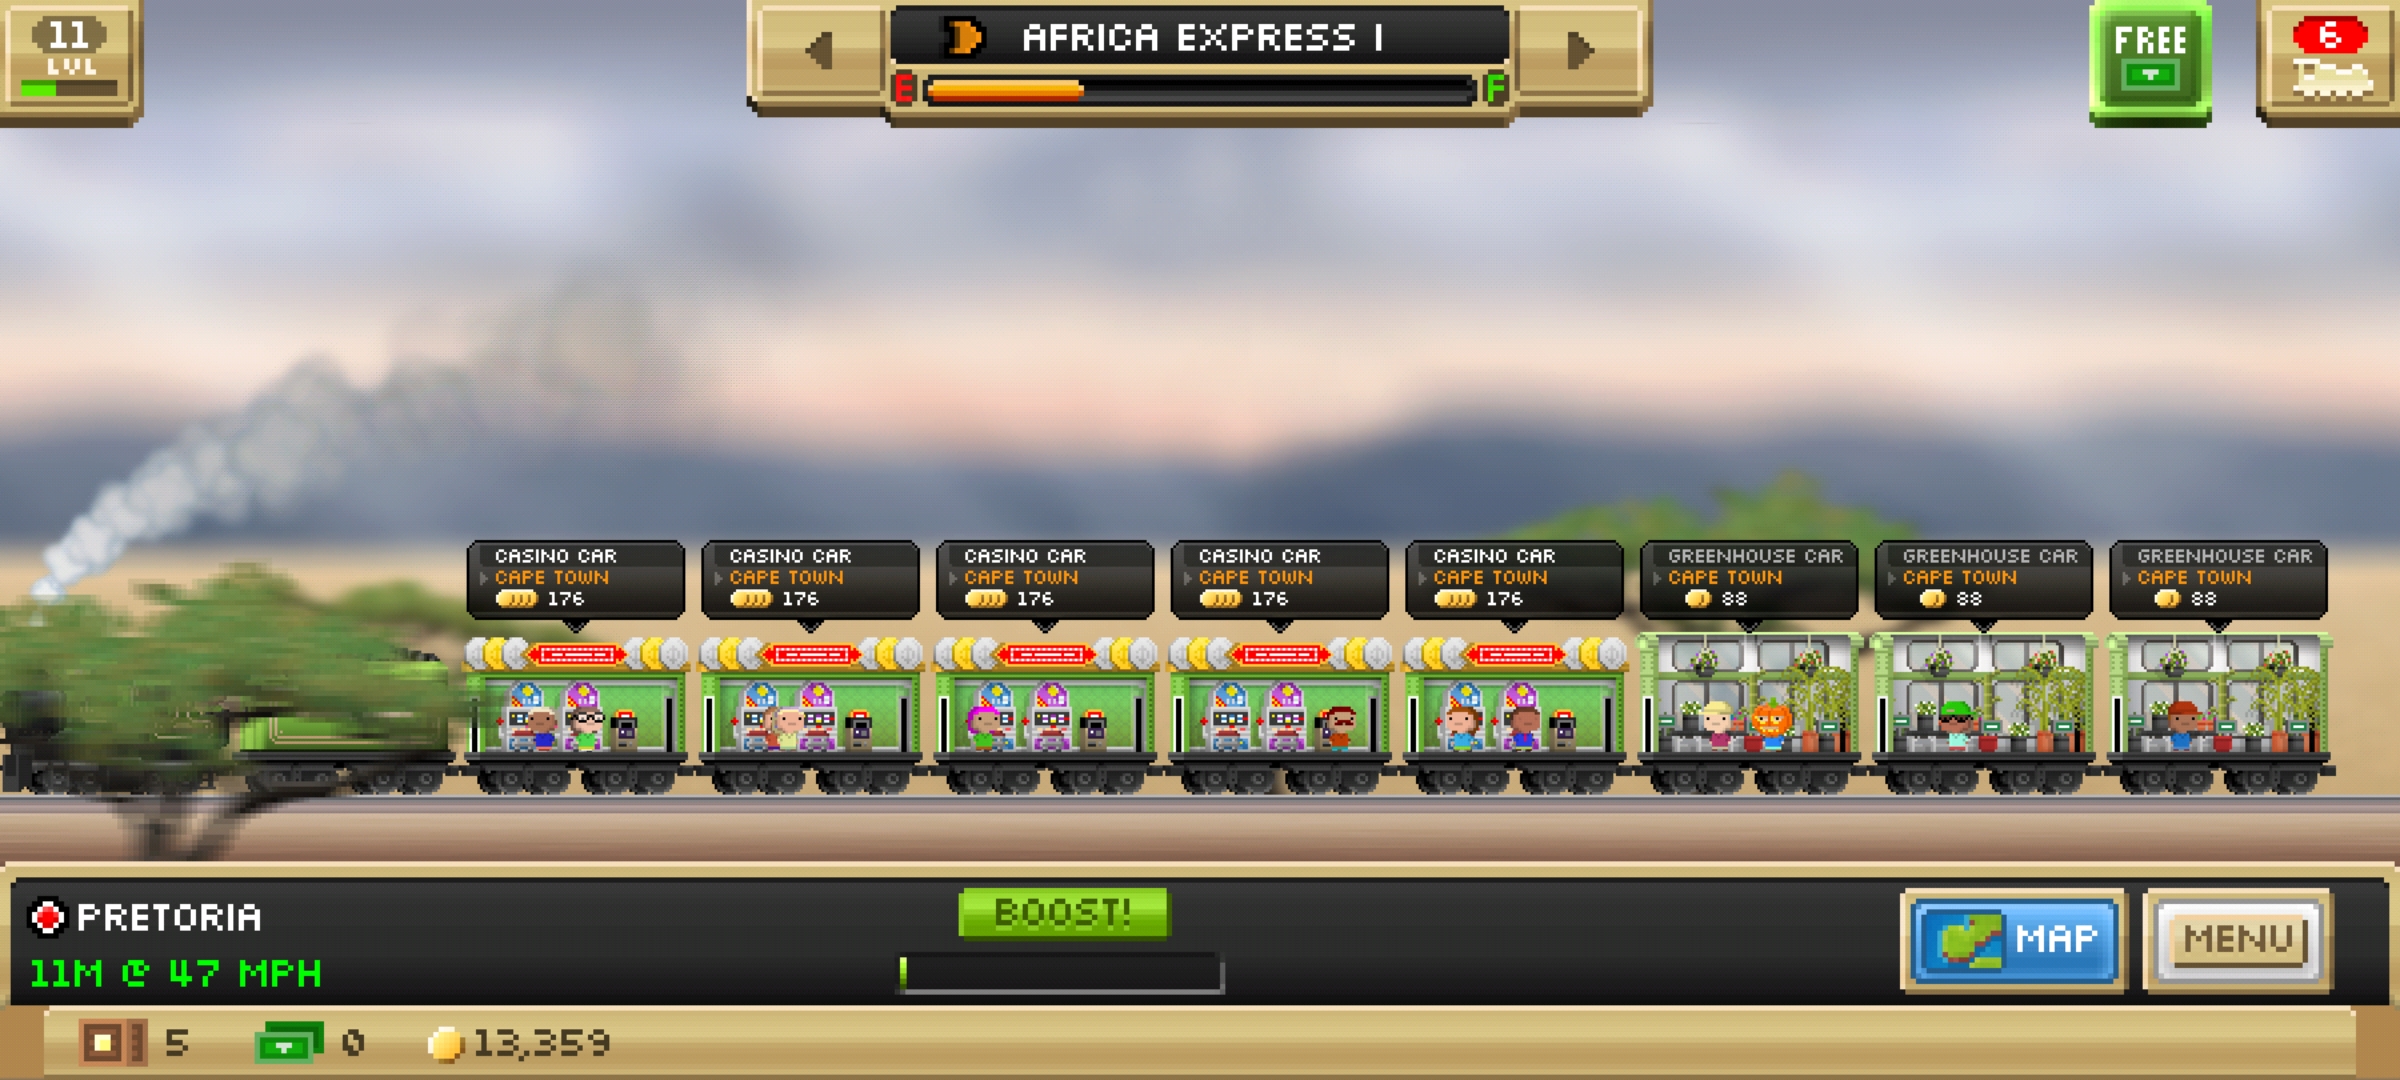 11
LVL
AFRICA EXPRESS I
E F
FREE
6
CASINO CAR
CAPE TOWN
176
CASINO CAR
CAPE TOWN
176
CASINO CAR
CAPE TOWN
176
CASINO CAR
CAPE TOWN
176
CASINO CAR
CAPE TOWN
176
GREENHOUSE CAR
CAPE TOWN
88
GREENHOUSE CAR
CAPE TOWN
88
GREENHOUSE CAR
CAPE TOWN
88
PRETORIA
11M @ 47 MPH
BOOST!
MAP
MENU
5
0
13,359